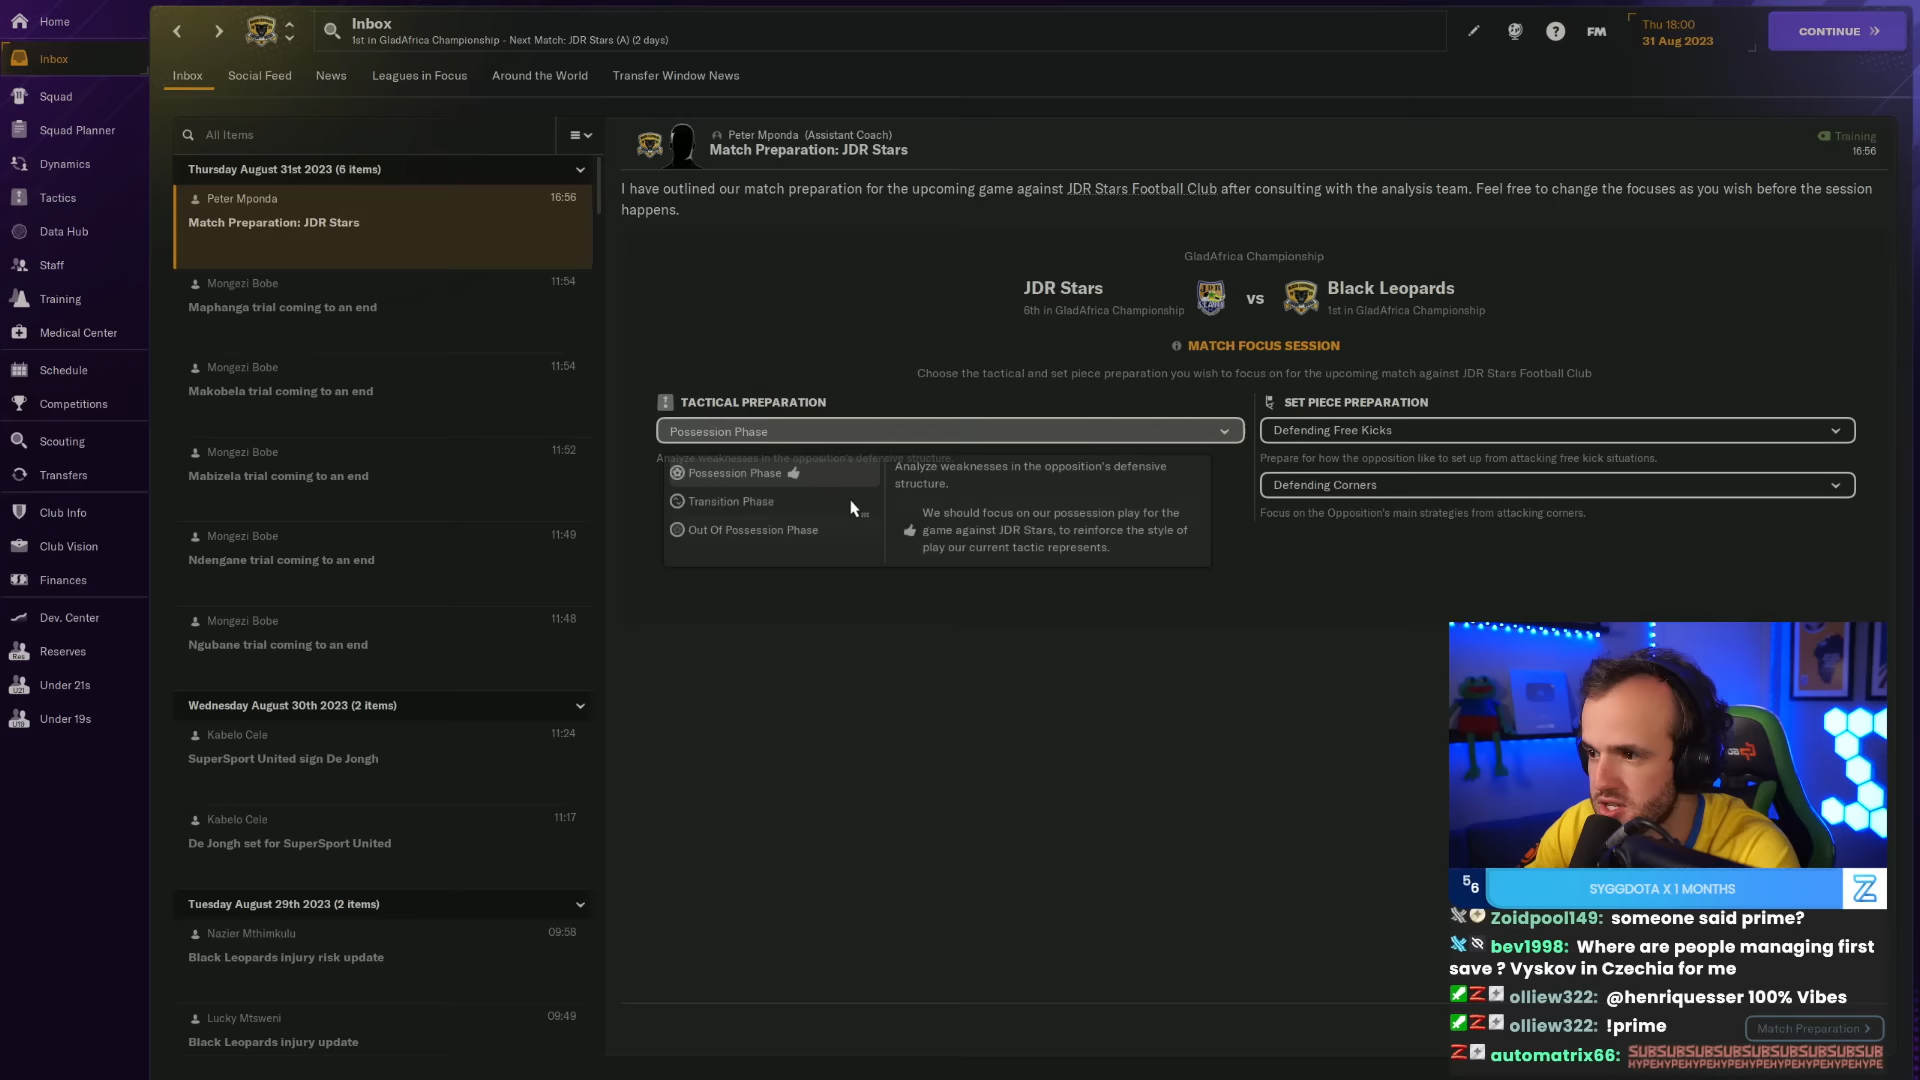 Home
Inbox
Squad
Squad Planner
Dynamics
Tactics
Data Hub
Staff
Training
Medical Center
Schedule
Competitions
Scouting
Transfers
Club Info
Club Vision
Finances
Dev. Center
Reserves
Under 21s
Under 19s
Inbox
1st in GladAfrica Championship - Next Match: JDR Stars (A) (2 days)
FM
Thu 18:00
31 Aug 2023
CONTINUE
Inbox Social Feed News Leagues in Focus Around the World Transfer Window News
All Items
Thursday August 31st 2023 (6 items)
Peter Mponda 16:56
Match Preparation: JDR Stars
Mongezi Bobe 11:54
Maphanga trial coming to an end
Mongezi Bobe 11:54
Makobela trial coming to an end
Mongezi Bobe 11:52
Mabizela trial coming to an end
Mongezi Bobe 11:49
Ndengane trial coming to an end
Mongezi Bobe 11:48
Ngubane trial coming to an end
Wednesday August 30th 2023 (2 items)
Kabelo Cele 11:24
SuperSport United sign De Jongh
Kabelo Cele 11:17
De Jongh set for SuperSport United
Tuesday August 29th 2023 (2 items)
Nazier Mthimkulu 09:58
Black Leopards injury risk update
Lucky Mtsweni 09:49
Black Leopards injury update
Peter Mponda (Assistant Coach)
Match Preparation: JDR Stars
Training
16:56
I have outlined our match preparation for the upcoming game against JDR Stars Football Club after consulting with the analysis team. Feel free to change the focuses as you wish before the session
happens.
GladAfrica Championship
JDR Stars vs Black Leopards
6th in GladAfrica Championship 1st in GladAfrica Championship
MATCH FOCUS SESSION
Choose the tactical and set piece preparation you wish to focus on for the upcoming match against JDR Stars Football Club
TACTICAL PREPARATION
Possession Phase
Analyze weaknesses in the opposition's defensive structure.
Possession Phase
Transition Phase
Out Of Possession Phase
Analyze weaknesses in the opposition's defensive
structure.
We should focus on our possession play for the
game against JDR Stars, to reinforce the style of
play our current tactic represents.
SET PIECE PREPARATION
Defending Free Kicks
Prepare for how the opposition like to set up from attacking free kick situations.
Defending Corners
Focus on the Opposition's main strategies from attacking corners.
5
6
SYGGDOTA X 1 MONTHS
Zoidpool149: someone said prime?
bev1998: Where are people managing first
save ? Vyskov in Czechia for me
olliew322: @henriquesser 100% Vibes
olliew322: !prime
Match Preparation >
automatrix66: SUBSUBSUBSUBSUBSUBSUBSUB
HYPEHYPEHYPEHYPEHYPEHYPEHYPEHYPE